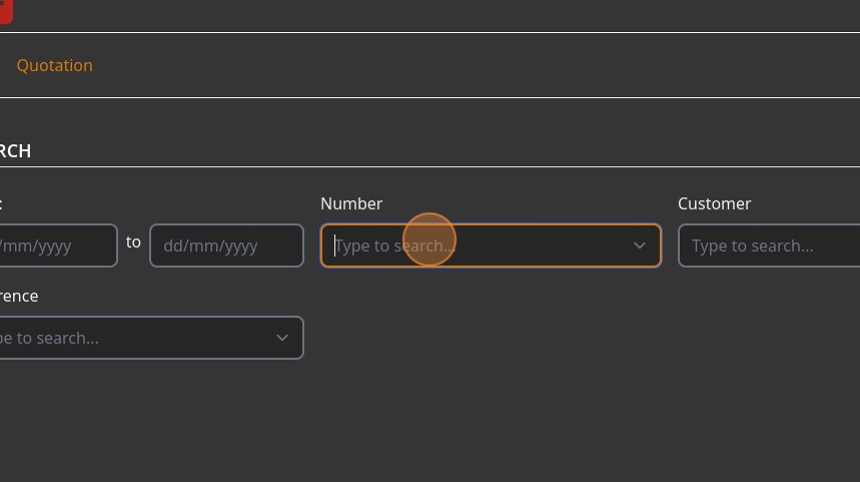 Quotation
RCH
Number
Customer
/mm/yyyy
to
dd/mm/yyyy
Type to search...
Type to search...
rence
pe to search...